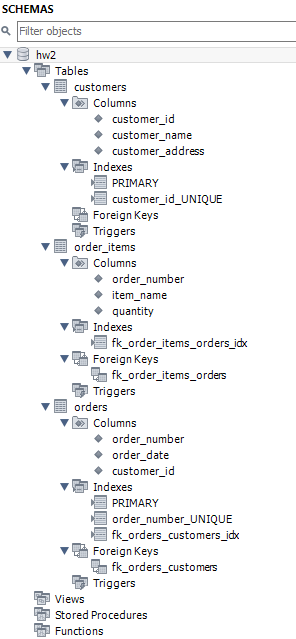 SCHEMAS
Filter objects
hw2
Tables
customers
Columns
customer_id
customer_name
customer_address
Indexes
PRIMARY
customer_id_UNIQUE
Foreign Keys
Triggers
order_items
Columns
order_number
item_name
quantity
Indexes
fk_order_items_orders_idx
Foreign Keys
fk_order_items_orders
Triggers
orders
Columns
order_number
order_date
customer_id
Indexes
PRIMARY
order_number_UNIQUE
fk_orders_customers_idx
Foreign Keys
fk_orders_customers
Triggers
Views
Stored Procedures
Functions